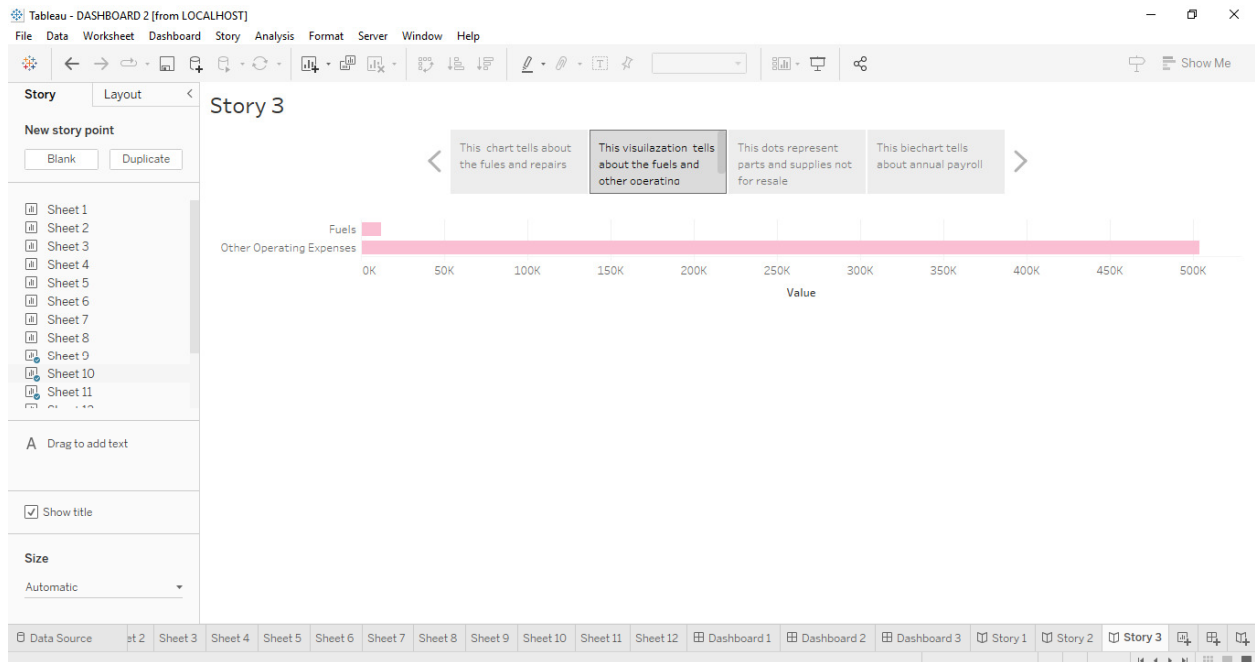 Tableau - DASHBOARD 2 [from LOCALHOST]
File Data Worksheet Dashboard Story Analysis Format Server Window Help
Show Me
Story Layout
New story point
Blank Duplicate
Sheet 1
Sheet 2
Sheet 3
Sheet 4
Sheet 5
Sheet 6
Sheet 7
Sheet 8
Sheet 9
Sheet 10
Sheet 11
A Drag to add text
Show title
Size
Automatic
Story 3
This chart tells about
the fules and repairs
This visuilazation tells
about the fuels and
other operating
This dots represent
parts and supplies not
for resale
This biechart tells
about annual payroll
Fuels
Other Operating Expenses
0K 50K 100K 150K 200K 250K 300K 350K 400K 450K 500K
Value
Data Source et 2 Sheet 3 Sheet 4 Sheet 5 Sheet 6 Sheet 7 Sheet 8 Sheet 9 Sheet 10 Sheet 11 Sheet 12 Dashboard 1 Dashboard 2 Dashboard 3 Story 1 Story 2 Story 3